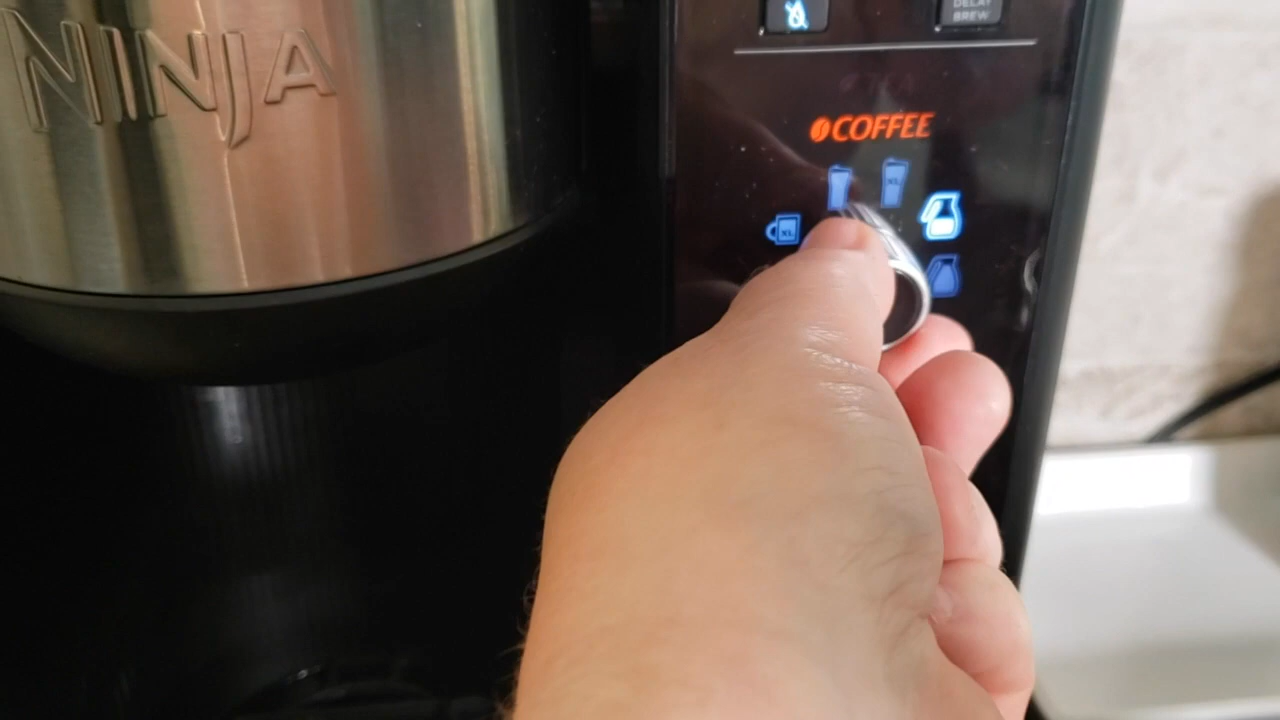 NINJA
DELAY
BREW
COFFEE
XL
XL